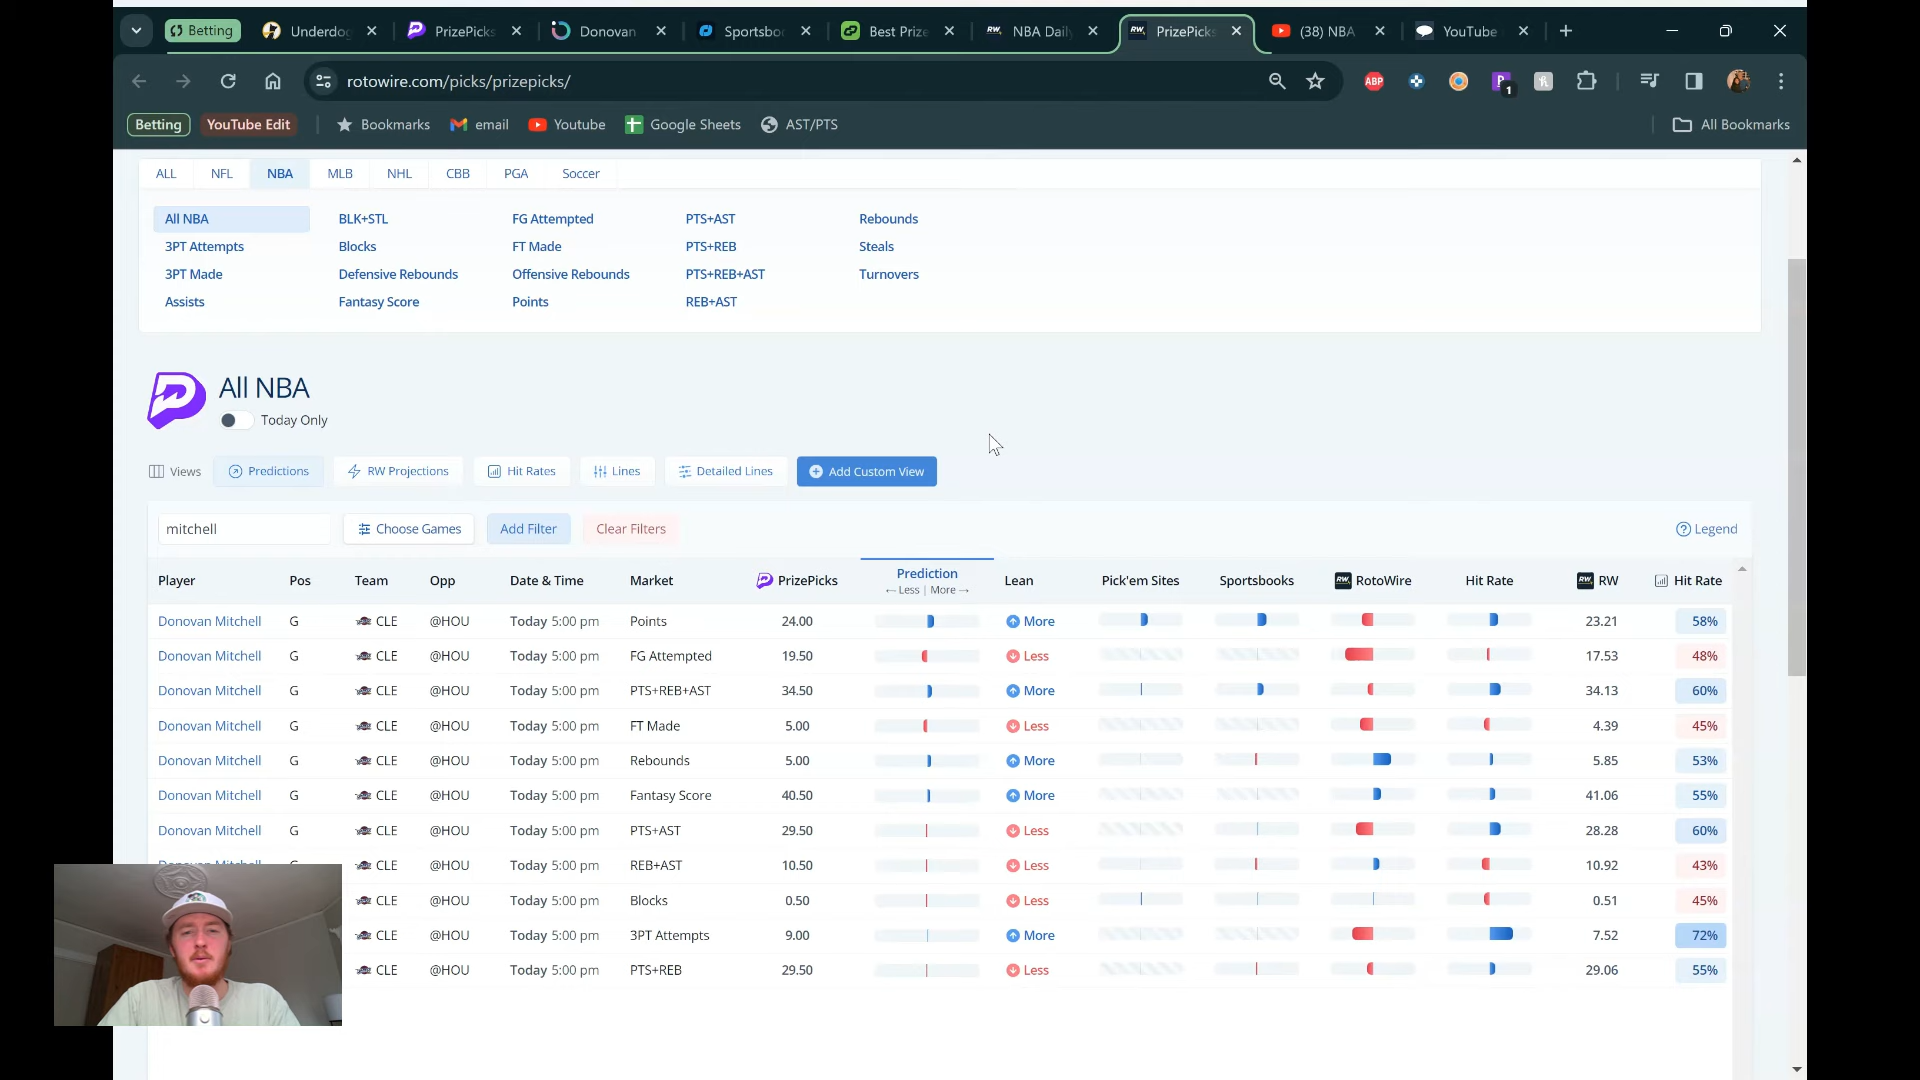 Betting
Underdog
PrizePicks
Donovan
Sportsboo
Best Prize
NBA Daily
PrizePicks
(38) NBA
YouTube
rotowire.com/picks/prizepicks/
ABP
1
Betting
YouTube Edit
Bookmarks
email
Youtube
Google Sheets
AST/PTS
All Bookmarks
ALL NFL NBA MLB NHL CBB PGA Soccer
All NBA BLK+STL FG Attempted PTS+AST Rebounds
3PT Attempts Blocks FT Made PTS+REB Steals
3PT Made Defensive Rebounds Offensive Rebounds PTS+REB+AST Turnovers
Assists Fantasy Score Points REB+AST
All NBA
Today Only
Views Predictions RW Projections Hit Rates Lines Detailed Lines Add Custom View
mitchell Choose Games Add Filter Clear Filters Legend
Player Pos Team Opp Date & Time Market PrizePicks Prediction Lean Pick'em Sites Sportsbooks RW RotoWire Hit Rate RW RW Hit Rate
← Less | More →
Donovan Mitchell G CLE @HOU Today 5:00 pm Points 24.00 More 23.21 58%
Donovan Mitchell G CLE @HOU Today 5:00 pm FG Attempted 19.50 Less 17.53 48%
Donovan Mitchell G CLE @HOU Today 5:00 pm PTS+REB+AST 34.50 More 34.13 60%
Donovan Mitchell G CLE @HOU Today 5:00 pm FT Made 5.00 Less 4.39 45%
Donovan Mitchell G CLE @HOU Today 5:00 pm Rebounds 5.00 More 5.85 53%
Donovan Mitchell G CLE @HOU Today 5:00 pm Fantasy Score 40.50 More 41.06 55%
Donovan Mitchell G CLE @HOU Today 5:00 pm PTS+AST 29.50 Less 28.28 60%
Donovan Mitchell G CLE @HOU Today 5:00 pm REB+AST 10.50 Less 10.92 43%
CLE @HOU Today 5:00 pm Blocks 0.50 Less 0.51 45%
CLE @HOU Today 5:00 pm 3PT Attempts 9.00 More 7.52 72%
CLE @HOU Today 5:00 pm PTS+REB 29.50 Less 29.06 55%